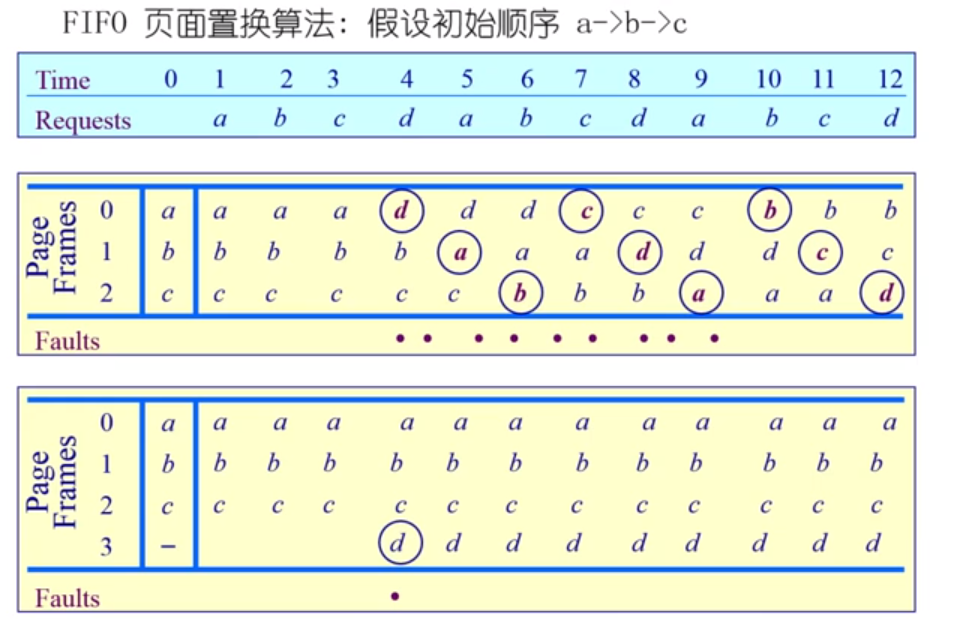 FIFO 页面置换算法: 假设初始顺序 a->b->c
Time 0 1 2 3 4 5 6 7 8 9 10 11 12
Requests a b c d a b c d a b c d
Page Frames
0 a a a a d d d c c c b b b
1 b b b b b a a a d d d c c
2 c c c c c c b b b a a a d
Faults • • • • • • • • •
Page Frames
0 a a a a a a a a a a a a a
1 b b b b b b b b b b b b b
2 c c c c c c c c c c c c c
3 – d d d d d d d d d
Faults •